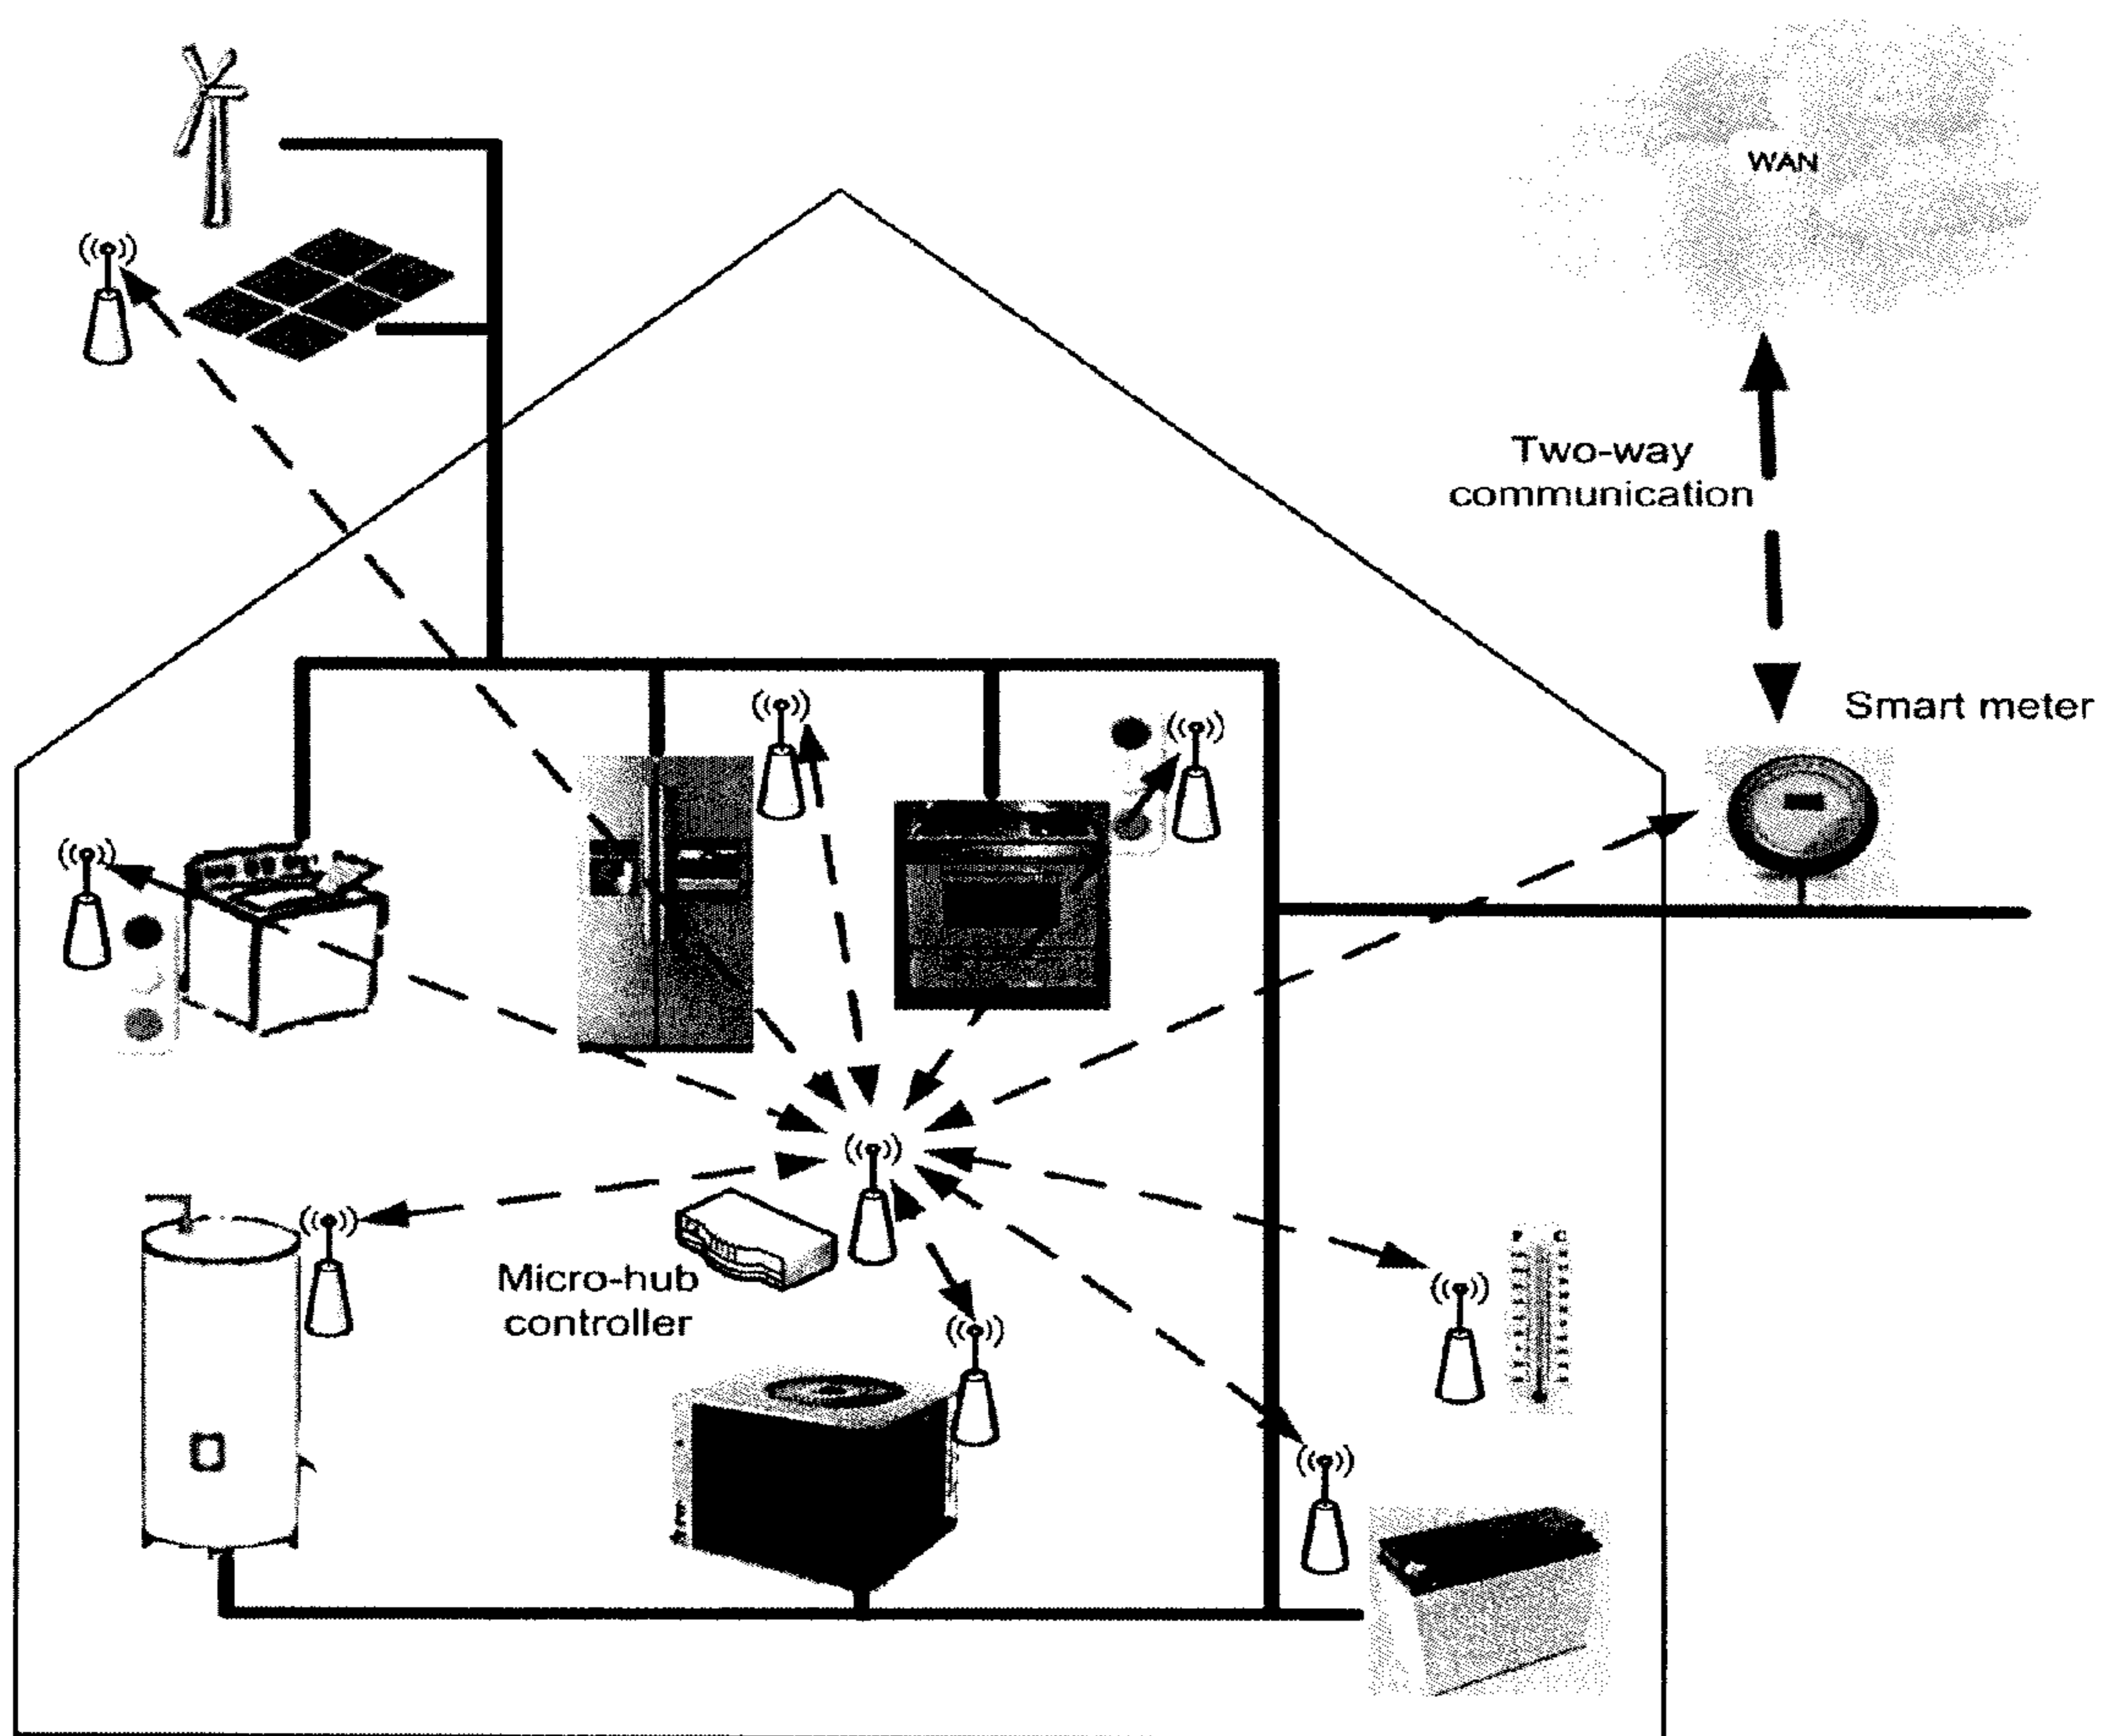 WAN
Two-way
communication
Smart meter
Micro-hub
controller